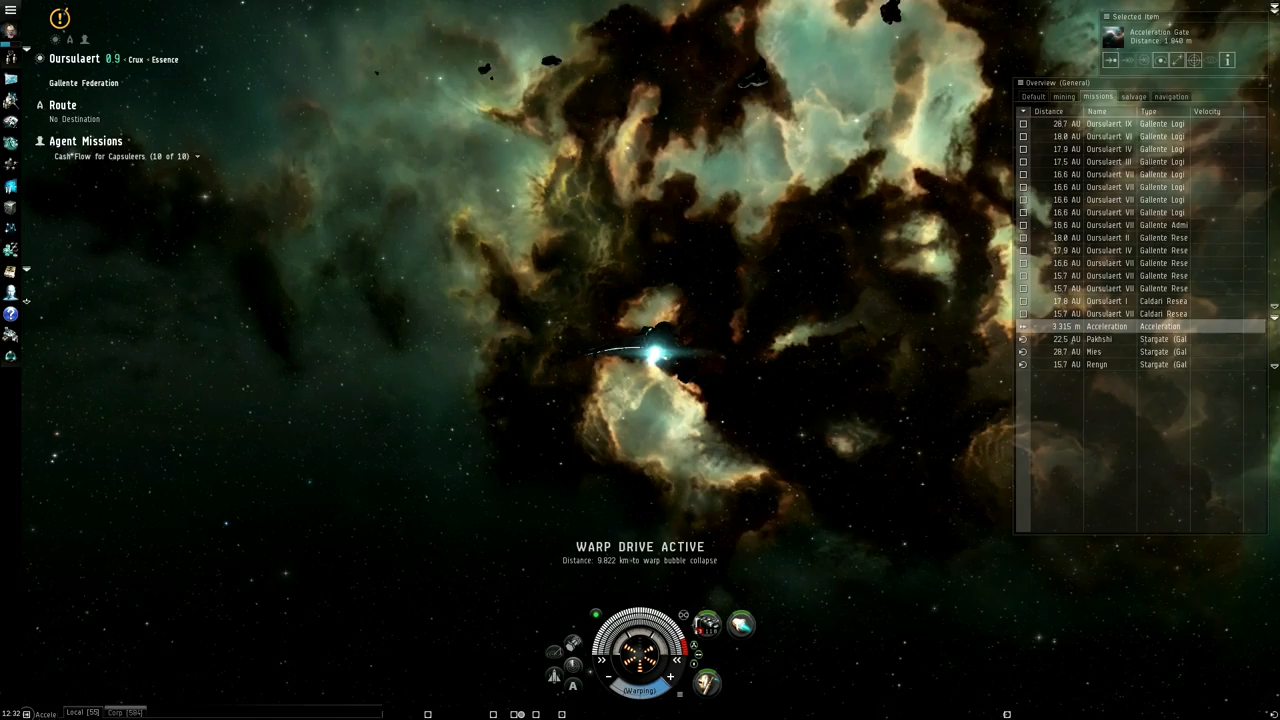 Oursulaert 0.9 · Crux · Essence
Gallente Federation
Route
No Destination
Agent Missions
Cash Flow for Capsuleers (10 of 10)
Selected Item
Acceleration Gate
Distance: 1 840 m
Overview (General)
Default mining missions salvage navigation
Distance Name Type Velocity
28.7 AU Oursulaert IX Gallente Logi
18.0 AU Oursulaert VI Gallente Logi
17.9 AU Oursulaert IV Gallente Logi
17.5 AU Oursulaert III Gallente Logi
16.6 AU Oursulaert VII Gallente Logi
16.6 AU Oursulaert VII Gallente Logi
16.6 AU Oursulaert VII Gallente Logi
16.6 AU Oursulaert VII Gallente Logi
16.6 AU Oursulaert VII Gallente Admi
18.0 AU Oursulaert II Gallente Rese
17.9 AU Oursulaert IV Gallente Rese
16.6 AU Oursulaert VII Gallente Rese
15.7 AU Oursulaert VII Gallente Rese
15.7 AU Oursulaert VII Gallente Rese
17.8 AU Oursulaert I Caldari Resea
15.7 AU Oursulaert VII Caldari Resea
3.315 m Acceleration Acceleration
22.5 AU Pakhshi Stargate (Gal
28.7 AU Mies Stargate (Gal
15.7 AU Renyn Stargate (Gal
WARP DRIVE ACTIVE
Distance: 9.822 km to warp bubble collapse
(Warping)
12:32 Accele Local [55] Corp [584]